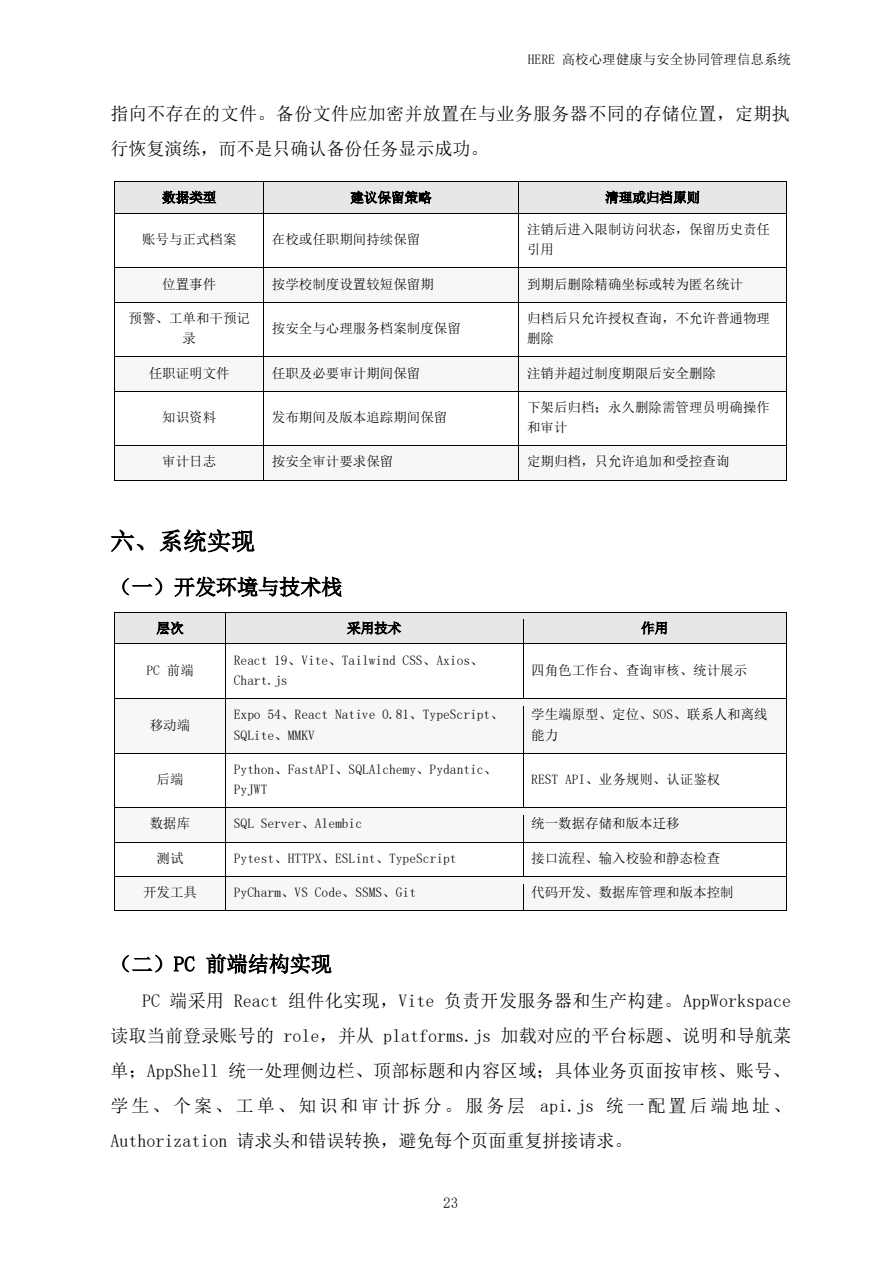 HERE 高校心理健康与安全协同管理信息系统
指向不存在的文件。备份文件应加密并放置在与业务服务器不同的存储位置，定期执
行恢复演练，而不是只确认备份任务显示成功。
数据类型 建议保留策略 清理或归档原则
账号与正式档案 在校或任职期间持续保留 注销后进入限制访问状态，保留历史责任
引用
位置事件 按学校制度设置较短保留期 到期后删除精确坐标或转为匿名统计
预警、工单和干预记
录 按安全与心理服务档案制度保留 归档后只允许授权查询，不允许普通物理
删除
任职证明文件 任职及必要审计期间保留 注销并超过制度期限后安全删除
知识资料 发布期间及版本追踪期间保留 下架后归档；永久删除需管理员明确操作
和审计
审计日志 按安全审计要求保留 定期归档，只允许追加和受控查询
六、系统实现
（一）开发环境与技术栈
层次 采用技术 作用
PC 前端 React 19、Vite、Tailwind CSS、Axios、
Chart.js 四角色工作台、查询审核、统计展示
移动端 Expo 54、React Native 0.81、TypeScript、
SQLite、MMKV 学生端原型、定位、SOS、联系人和离线
能力
后端 Python、FastAPI、SQLAlchemy、Pydantic、
PyJWT REST API、业务规则、认证鉴权
数据库 SQL Server、Alembic 统一数据存储和版本迁移
测试 Pytest、HTTPX、ESLint、TypeScript 接口流程、输入校验和静态检查
开发工具 PyCharm、VS Code、SSMS、Git 代码开发、数据库管理和版本控制
（二）PC 前端结构实现
PC 端采用 React 组件化实现，Vite 负责开发服务器和生产构建。AppWorkspace
读取当前登录账号的 role，并从 platforms.js 加载对应的平台标题、说明和导航菜
单；AppShell 统一处理侧边栏、顶部标题和内容区域；具体业务页面按审核、账号、
学生、个案、工单、知识和审计拆分。服务层 api.js 统一配置后端地址、
Authorization 请求头和错误转换，避免每个页面重复拼接请求。
23